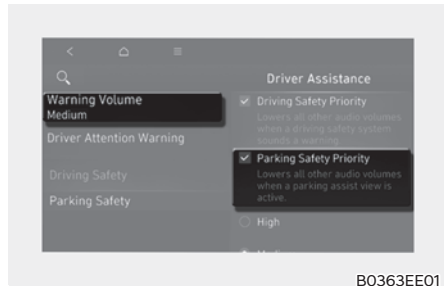 Driver Assistance
Warning Volume
Medium
Driver Attention Warning
Driving Safety
Parking Safety
Driving Safety Priority
Lowers all other audio volumes
when a driving safety system
sounds a warning.
Parking Safety Priority
Lowers all other audio volumes
when a parking assist view is
active.
High
B0363EE01